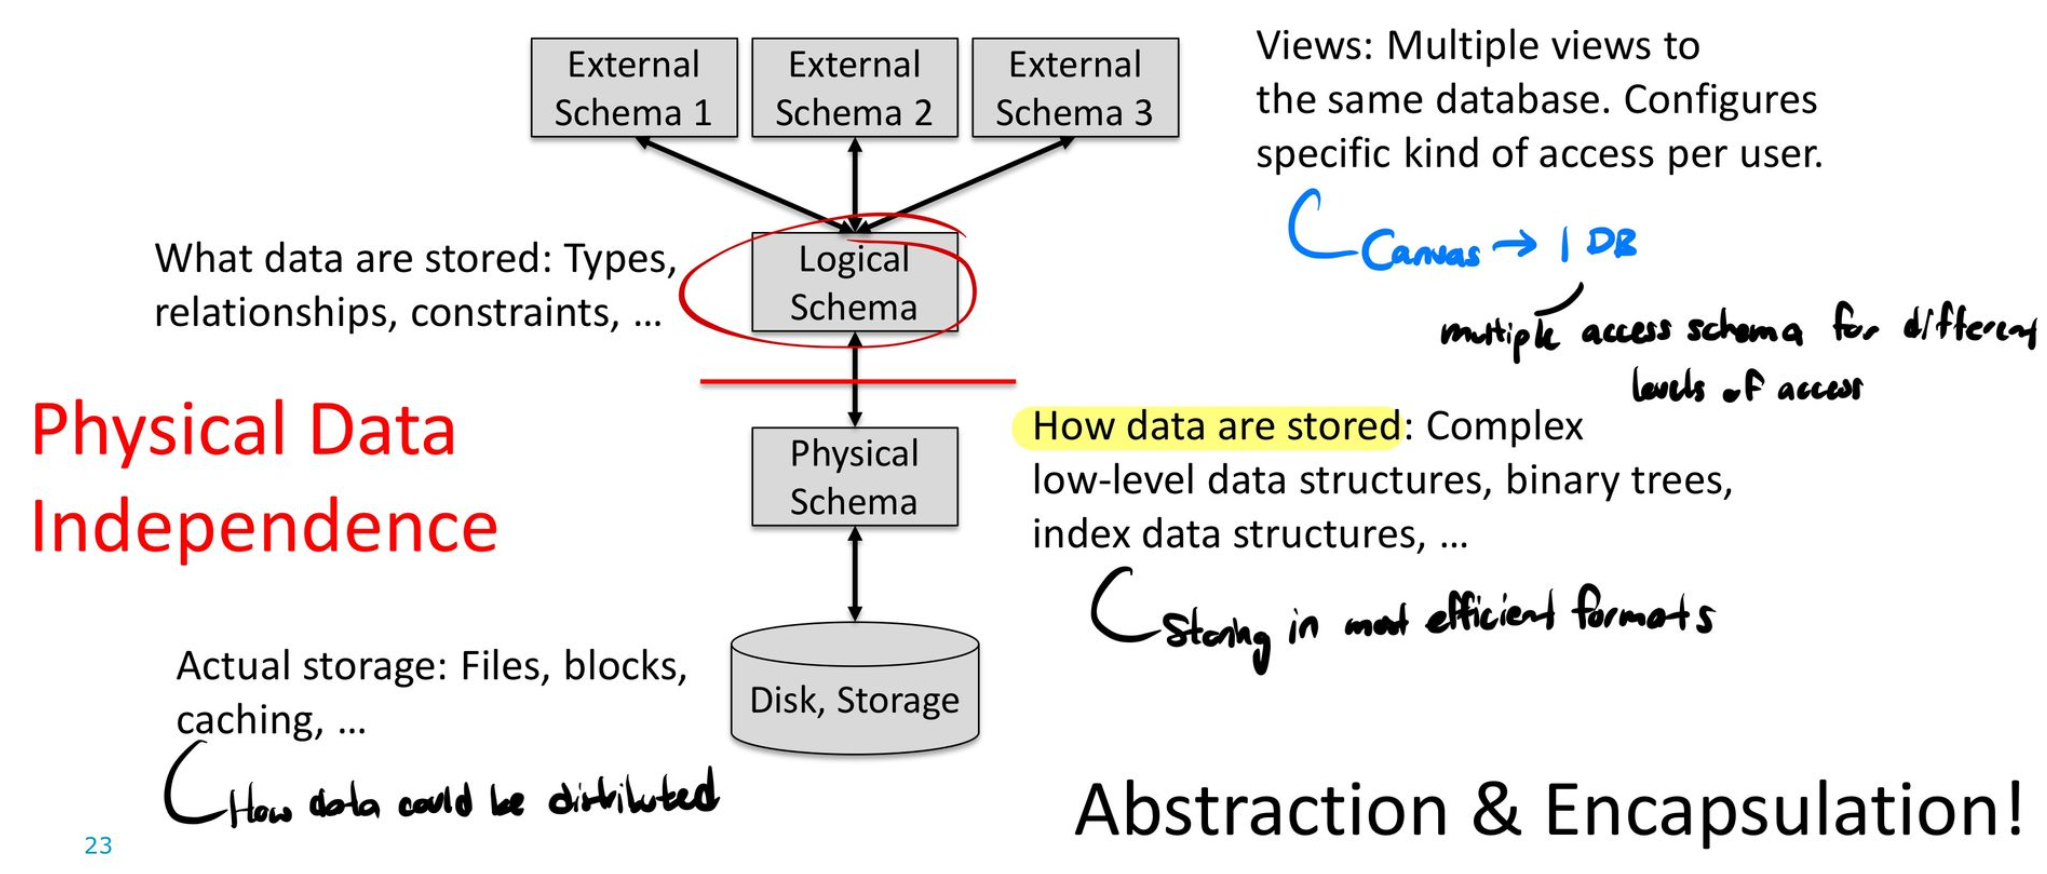 External
Schema 1
External
Schema 2
External
Schema 3
Views: Multiple views to
the same database. Configures
specific kind of access per user.
Canvas → 1 DB
multiple access schema for different
levels of access
What data are stored: Types,
relationships, constraints, ...
Logical
Schema
Physical Data
Independence
Physical
Schema
How data are stored: Complex
low-level data structures, binary trees,
index data structures, ...
Storing in most efficient formats
Actual storage: Files, blocks,
caching, ...
How data could be distributed
Disk, Storage
Abstraction & Encapsulation!
23